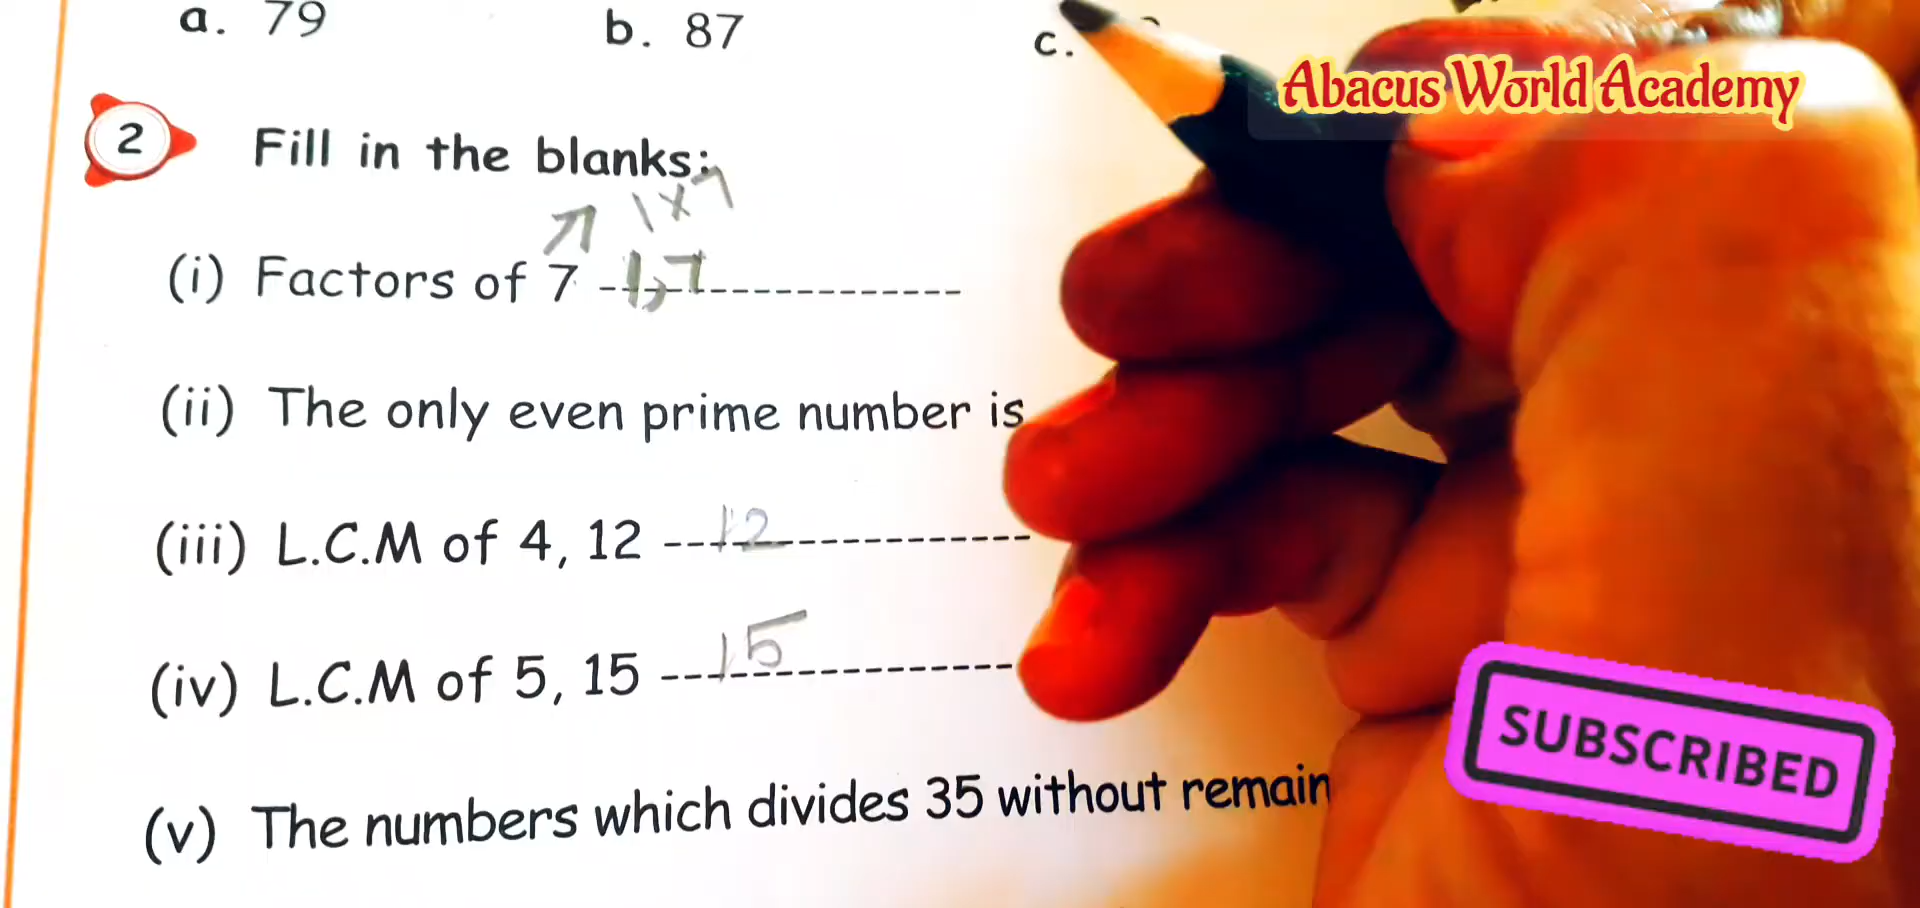 a. 79 b. 87 c.
Abacus World Academy
2 Fill in the blanks:
1×7
(i) Factors of 7 1,7
(ii) The only even prime number is
(iii) L.C.M of 4, 12 12
(iv) L.C.M of 5, 15 15
SUBSCRIBED
(v) The numbers which divides 35 without remain